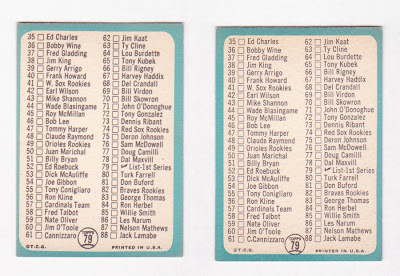 35 Ed Charles
36 Bobby Wine
37 Fred Gladding
38 Jim King
39 Gerry Arrigo
40 Frank Howard
41 W. Sox Rookies
42 Earl Wilson
43 Mike Shannon
44 Wade Blasingame
45 Roy McMillan
46 Bob Lee
47 Tommy Harper
48 Claude Raymond
49 Orioles Rookies
50 Juan Marichal
51 Billy Bryan
52 Ed Roebuck
53 Dick McAuliffe
54 Joe Gibbon
55 Tony Conigliaro
56 Ron Kline
57 Cardinals Team
58 Fred Talbot
59 Nate Oliver
60 Jim O'Toole
61 Cannizzaro
62 Jim Kaat
63 Ty Cline
64 Lou Burdette
65 Tony Kubek
66 Bill Rigney
67 Harvey Haddix
68 Del Crandall
69 Bill Virdon
70 Bill Skowron
71 John O'Donoghue
72 Tony Gonzalez
73 Dennis Ribant
74 Red Sox Rookies
75 Deron Johnson
76 Sam McDowell
77 Doug Camilli
78 Dal Maxvill
79 List-1st Series
80 Turk Farrell
81 Don Buford
82 Braves Rookies
83 George Thomas
84 Ron Herbel
85 Willie Smith
86 Les Narum
87 Nelson Mathews
88 Jack Lamabe
79
PRINTED IN U.S.A.
35 Ed Charles
36 Bobby Wine
37 Fred Gladding
38 Jim King
39 Gerry Arrigo
40 Frank Howard
41 W. Sox Rookies
42 Earl Wilson
43 Mike Shannon
44 Wade Blasingame
45 Roy McMillan
46 Bob Lee
47 Tommy Harper
48 Claude Raymond
49 Orioles Rookies
50 Juan Marichal
51 Billy Bryan
52 Ed Roebuck
53 Dick McAuliffe
54 Joe Gibbon
55 Tony Conigliaro
56 Ron Kline
57 Cardinals Team
58 Fred Talbot
59 Nate Oliver
60 Jim O'Toole
61 C.Cannizzaro
62 Jim Kaat
63 Ty Cline
64 Lou Burdette
65 Tony Kubek
66 Bill Rigney
67 Harvey Haddix
68 Del Crandall
69 Bill Virdon
70 Bill Skowron
71 John O'Donoghue
72 Tony Gonzalez
73 Dennis Ribant
74 Red Sox Rookies
75 Deron Johnson
76 Sam McDowell
77 Doug Camilli
78 Dal Maxvill
79 List-1st Series
80 Turk Farrell
81 Don Buford
82 Braves Rookies
83 George Thomas
84 Ron Herbel
85 Willie Smith
86 Les Narum
87 Nelson Mathews
88 Jack Lamabe
79
PRINTED IN U.S.A.